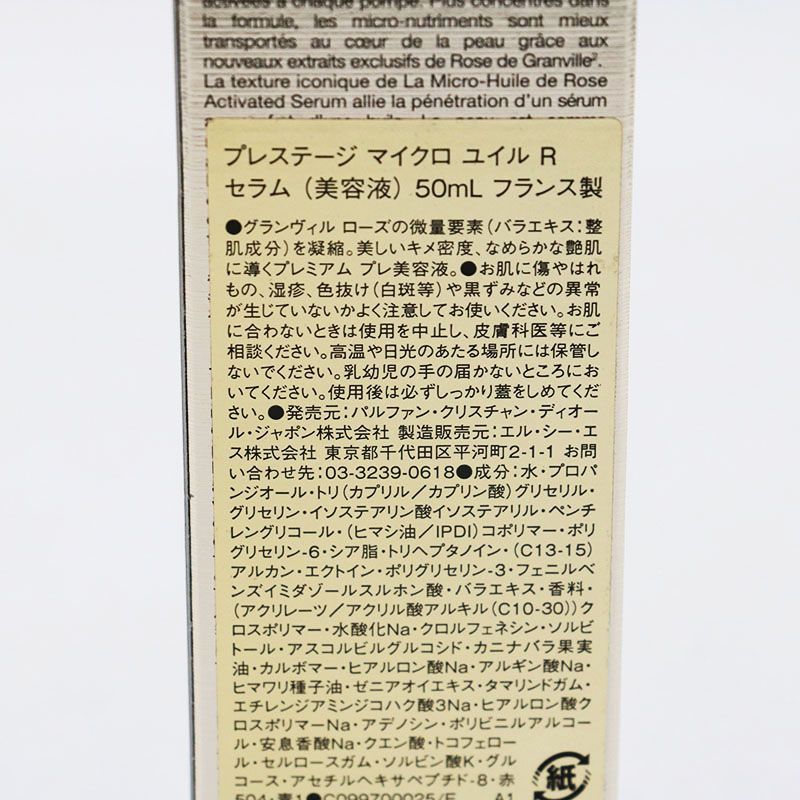 activées à chaque pompe. Plus concentrés dans
la formule, les micro-nutriments sont mieux
transportés au cœur de la peau grâce aux
nouveaux extraits exclusifs de Rose de Granville².
La texture iconique de La Micro-Huile de Rose
Activated Serum allie la pénétration d'un sérum
プレステージ マイクロ ユイル R
セラム（美容液）50mL フランス製
●グランヴィル ローズの微量要素（バラエキス：整
肌成分）を凝縮。美しいキメ密度、なめらかな艶肌
に導くプレミアム プレ美容液。●お肌に傷やはれ
もの、湿疹、色抜け（白斑等）や黒ずみなどの異常
が生じていないかよく注意してお使いください。お肌
に合わないときは使用を中止し、皮膚科医等にご
相談ください。高温や日光のあたる場所には保管し
ないでください。乳幼児の手の届かないところにお
いてください。使用後は必ずしっかり蓋をしめてくだ
さい。●発売元：パルファン・クリスチャン・ディオー
ル・ジャポン株式会社 製造販売元：エル・シー・エ
ス株式会社 東京都千代田区平河町2-1-1 お問
い合わせ先：03-3239-0618●成分：水・プロパ
ンジオール・トリ（カプリル／カプリン酸）グリセリル・
グリセリン・イソステアリン酸イソステアリル・ペンチ
レングリコール・（ヒマシ油／IPDI）コポリマー・ポリ
グリセリン-6・シア脂・トリヘプタノイン・（C13-15）
アルカン・エクトイン・ポリグリセリン-3・フェニルベ
ンズイミダゾールスルホン酸・バラエキス・香料・
（アクリレーツ／アクリル酸アルキル（C10-30））ク
ロスポリマー・水酸化Na・クロルフェネシン・ソルビ
トール・アスコルビルグルコシド・カニナバラ果実
油・カルボマー・ヒアルロン酸Na・アルギン酸Na・
ヒマワリ種子油・ゼニアオイエキス・タマリンドガム・
エチレンジアミンジコハク酸3Na・ヒアルロン酸ク
ロスポリマーNa・アデノシン・ポリビニルアルコー
ル・安息香酸Na・クエン酸・トコフェロー
ル・セルロースガム・ソルビン酸K・グル
コース・アセチルヘキサペプチド-8・赤
504・青1●C099700025/E A1
紙